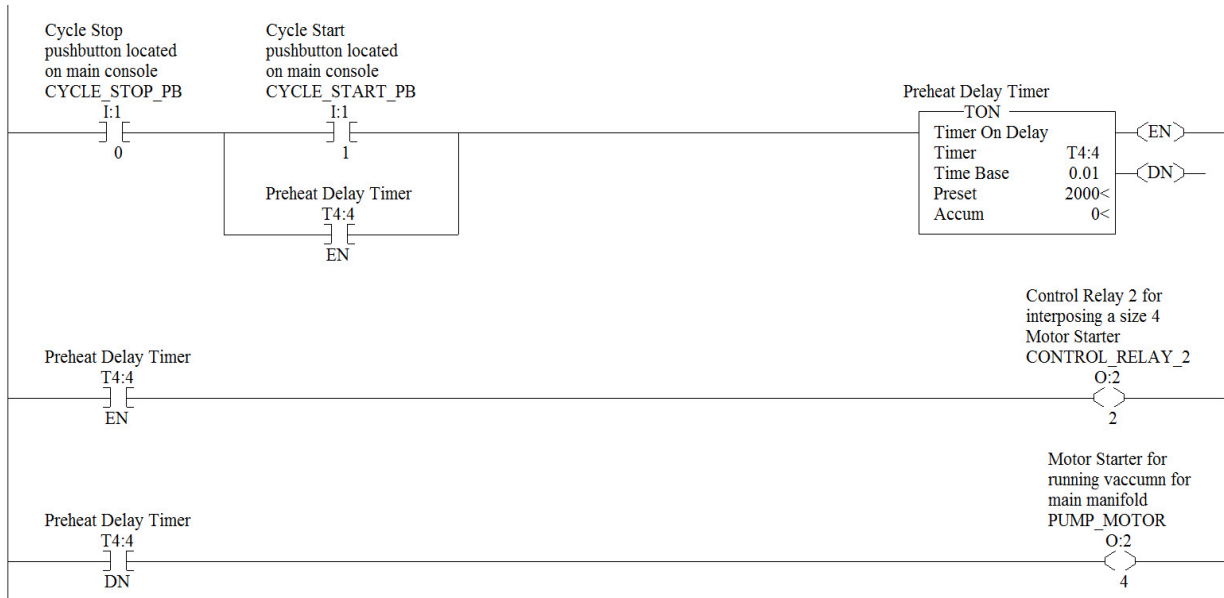 Cycle Stop
pushbutton located
on main console
CYCLE_STOP_PB
I:1
0
Cycle Start
pushbutton located
on main console
CYCLE_START_PB
I:1
1
Preheat Delay Timer
T4:4
EN
Preheat Delay Timer
TON
Timer On Delay
Timer T4:4
Time Base 0.01
Preset 2000<
Accum 0<
EN
DN
Preheat Delay Timer
T4:4
EN
Control Relay 2 for
interposing a size 4
Motor Starter
CONTROL_RELAY_2
O:2
2
Preheat Delay Timer
T4:4
DN
Motor Starter for
running vaccumn for
main manifold
PUMP_MOTOR
O:2
4